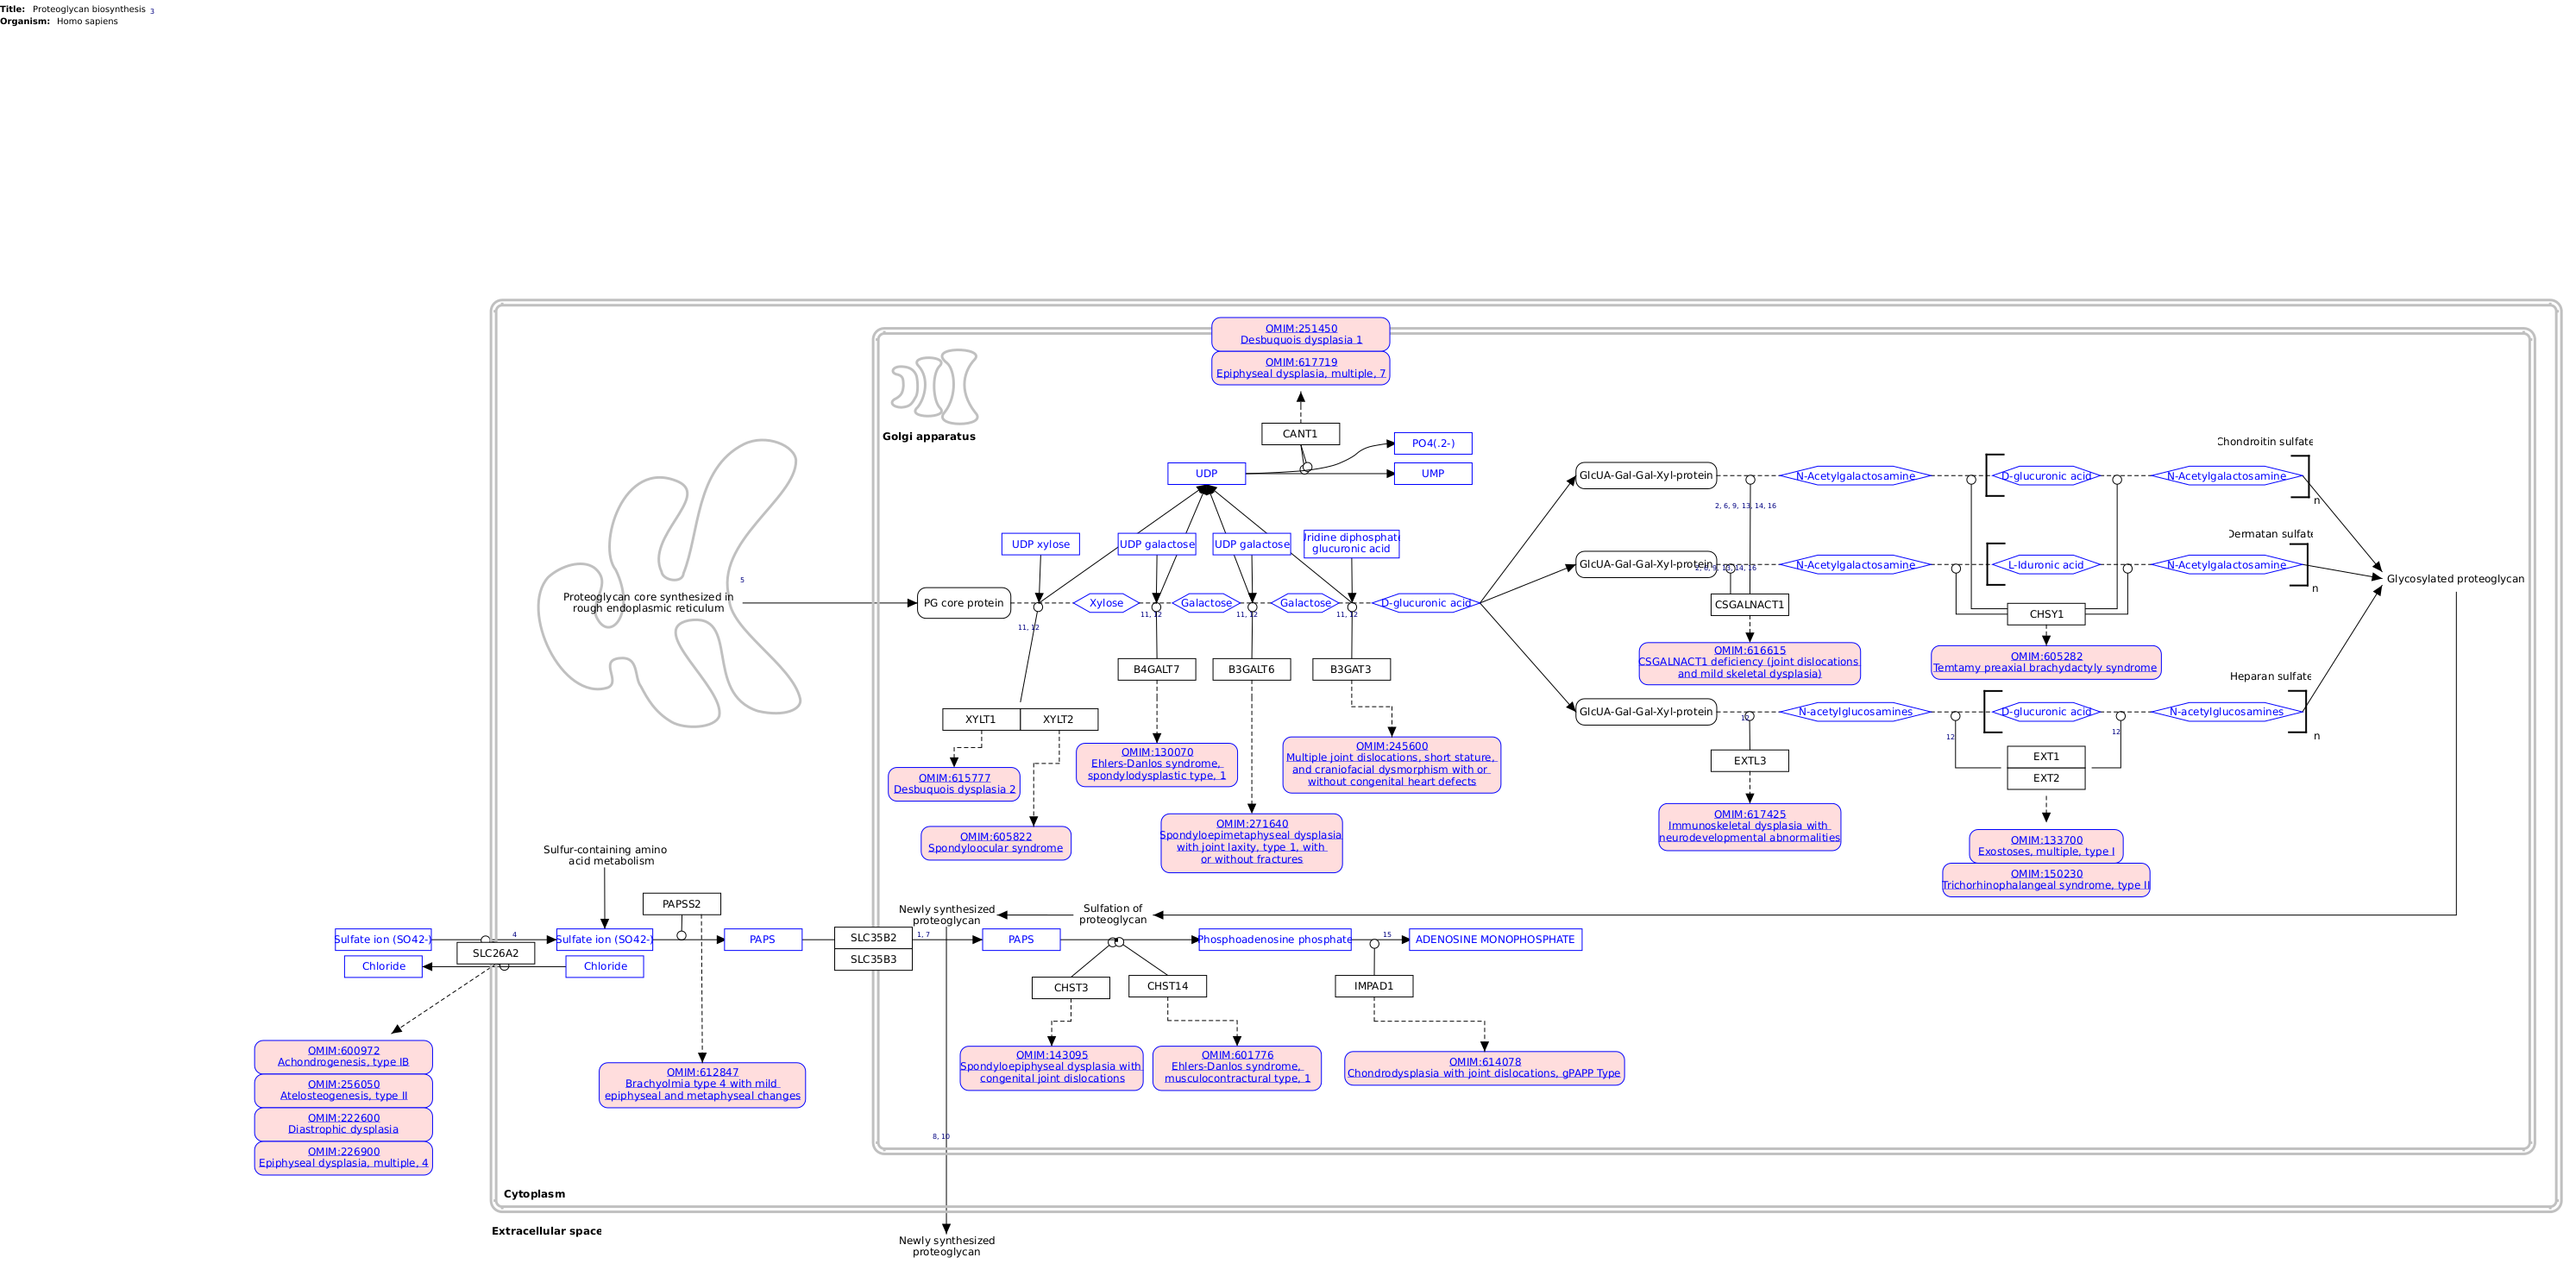 Title: Proteoglycan biosynthesis 3
Organism: Homo sapiens
OMIM:251450
Desbuquois dysplasia 1
OMIM:617719
Epiphyseal dysplasia, multiple, 7
Golgi apparatus
CANT1
PO4(.2-)
UDP
UMP
Chondroitin sulfate
GlcUA-Gal-Gal-Xyl-protein
N-Acetylgalactosamine
D-glucuronic acid
N-Acetylgalactosamine
n
2, 6, 9, 13, 14, 16
UDP xylose
UDP galactose
UDP galactose
Uridine diphosphate
glucuronic acid
Dermatan sulfate
GlcUA-Gal-Gal-Xyl-protein
2, 6, 9, 13, 14, 16
N-Acetylgalactosamine
L-Iduronic acid
N-Acetylgalactosamine
n
Glycosylated proteoglycan
5
Proteoglycan core synthesized in
rough endoplasmic reticulum
PG core protein
Xylose
Galactose
Galactose
D-glucuronic acid
11, 12
11, 12
11, 12
11, 12
CSGALNACT1
CHSY1
OMIM:616615
CSGALNACT1 deficiency (joint dislocations
and mild skeletal dysplasia)
OMIM:605282
Temtamy preaxial brachydactyly syndrome
B4GALT7
B3GALT6
B3GAT3
Heparan sulfate
GlcUA-Gal-Gal-Xyl-protein
12
N-acetylglucosamines
12
D-glucuronic acid
12
N-acetylglucosamines
n
XYLT1
XYLT2
EXTL3
EXT1
EXT2
OMIM:615777
Desbuquois dysplasia 2
OMIM:130070
Ehlers-Danlos syndrome,
spondylodysplastic type, 1
OMIM:245600
Multiple joint dislocations, short stature,
and craniofacial dysmorphism with or
without congenital heart defects
OMIM:605822
Spondyloocular syndrome
OMIM:271640
Spondyloepimetaphyseal dysplasia
with joint laxity, type 1, with
or without fractures
OMIM:617425
Immunoskeletal dysplasia with
neurodevelopmental abnormalities
OMIM:133700
Exostoses, multiple, type I
OMIM:150230
Trichorhinophalangeal syndrome, type II
Sulfur-containing amino
acid metabolism
PAPSS2
Newly synthesized
proteoglycan
Sulfation of
proteoglycan
Sulfate ion (SO42-)
4
Sulfate ion (SO42-)
PAPS
SLC35B2
SLC35B3
1, 7
PAPS
Phosphoadenosine phosphate
15
ADENOSINE MONOPHOSPHATE
SLC26A2
Chloride
Chloride
CHST3
CHST14
IMPAD1
OMIM:600972
Achondrogenesis, type IB
OMIM:256050
Atelosteogenesis, type II
OMIM:222600
Diastrophic dysplasia
OMIM:226900
Epiphyseal dysplasia, multiple, 4
OMIM:612847
Brachyolmia type 4 with mild
epiphyseal and metaphyseal changes
OMIM:143095
Spondyloepiphyseal dysplasia with
congenital joint dislocations
OMIM:601776
Ehlers-Danlos syndrome,
musculocontractural type, 1
OMIM:614078
Chondrodysplasia with joint dislocations, gPAPP Type
8, 10
Cytoplasm
Extracellular space
Newly synthesized
proteoglycan